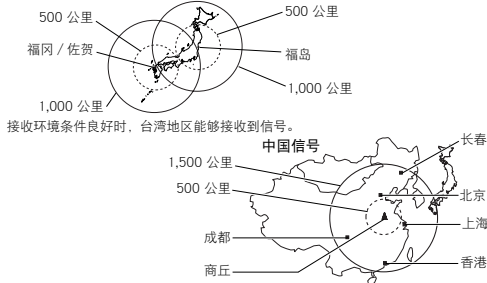 500 公里
500 公里
福冈 / 佐贺
福岛
1,000 公里
1,000 公里
接收环境条件良好时，台湾地区能够接收到信号。
中国信号
长春
1,500 公里
500 公里
北京
上海
成都
商丘
香港